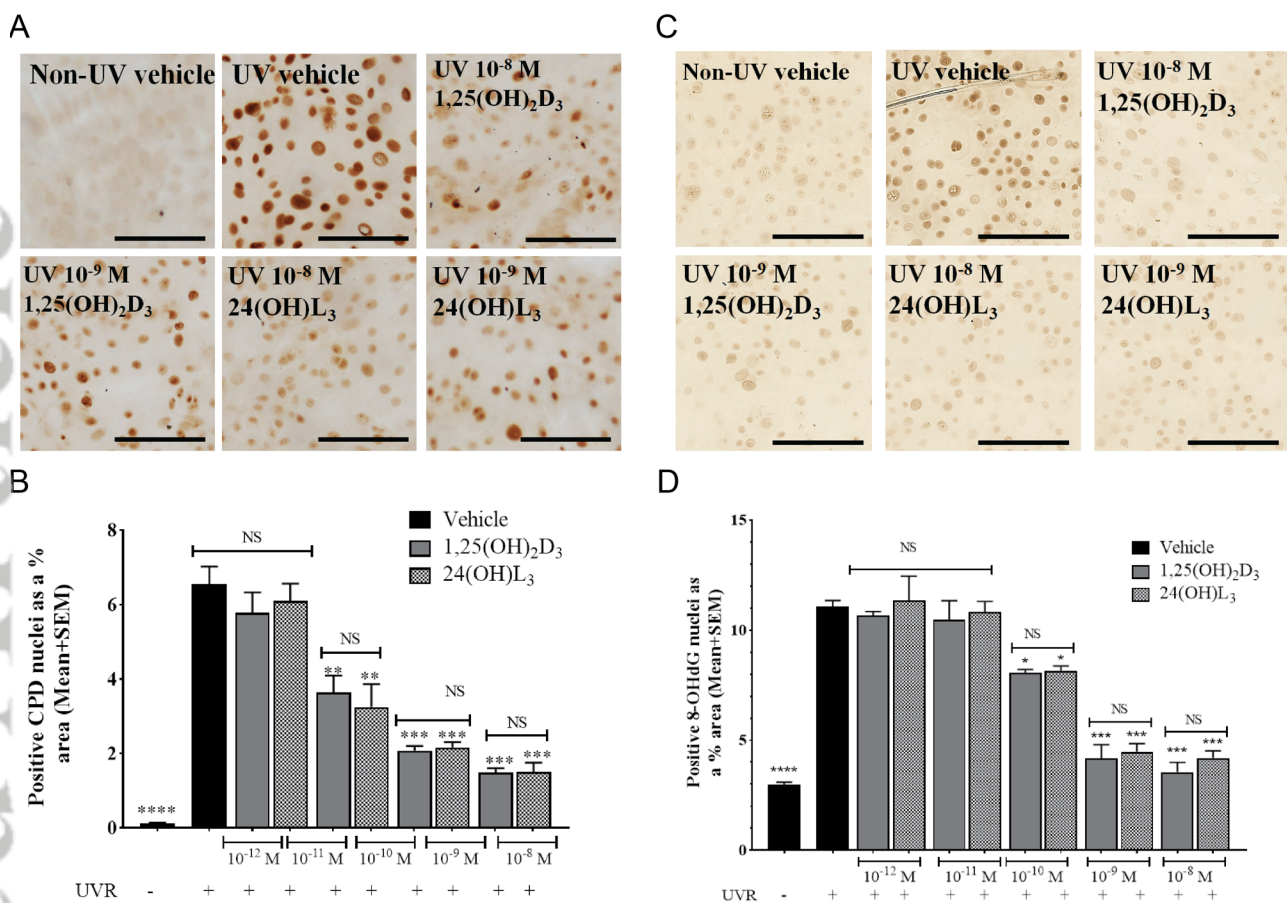 A
Non-UV vehicle
UV vehicle
UV 10⁻⁸ M
1,25(OH)₂D₃
UV 10⁻⁹ M
1,25(OH)₂D₃
UV 10⁻⁸ M
24(OH)L₃
UV 10⁻⁹ M
24(OH)L₃
C
Non-UV vehicle
UV vehicle
UV 10⁻⁸ M
1,25(OH)₂D₃
UV 10⁻⁹ M
1,25(OH)₂D₃
UV 10⁻⁸ M
24(OH)L₃
UV 10⁻⁹ M
24(OH)L₃
B
Positive CPD nuclei as a %
area (Mean+SEM)
8
6
4
2
0
Vehicle
1,25(OH)₂D₃
24(OH)L₃
NS
NS
NS
NS
**** ** ** *** *** *** ***
10⁻¹² M 10⁻¹¹ M 10⁻¹⁰ M 10⁻⁹ M 10⁻⁸ M
UVR - + + + + + + + + +
D
Positive 8-OHdG nuclei as
a % area (Mean+SEM)
15
10
5
0
Vehicle
1,25(OH)₂D₃
24(OH)L₃
NS
NS
NS
NS
**** * * *** *** *** ***
10⁻¹² M 10⁻¹¹ M 10⁻¹⁰ M 10⁻⁹ M 10⁻⁸ M
UVR - + + + + + + + + + + +